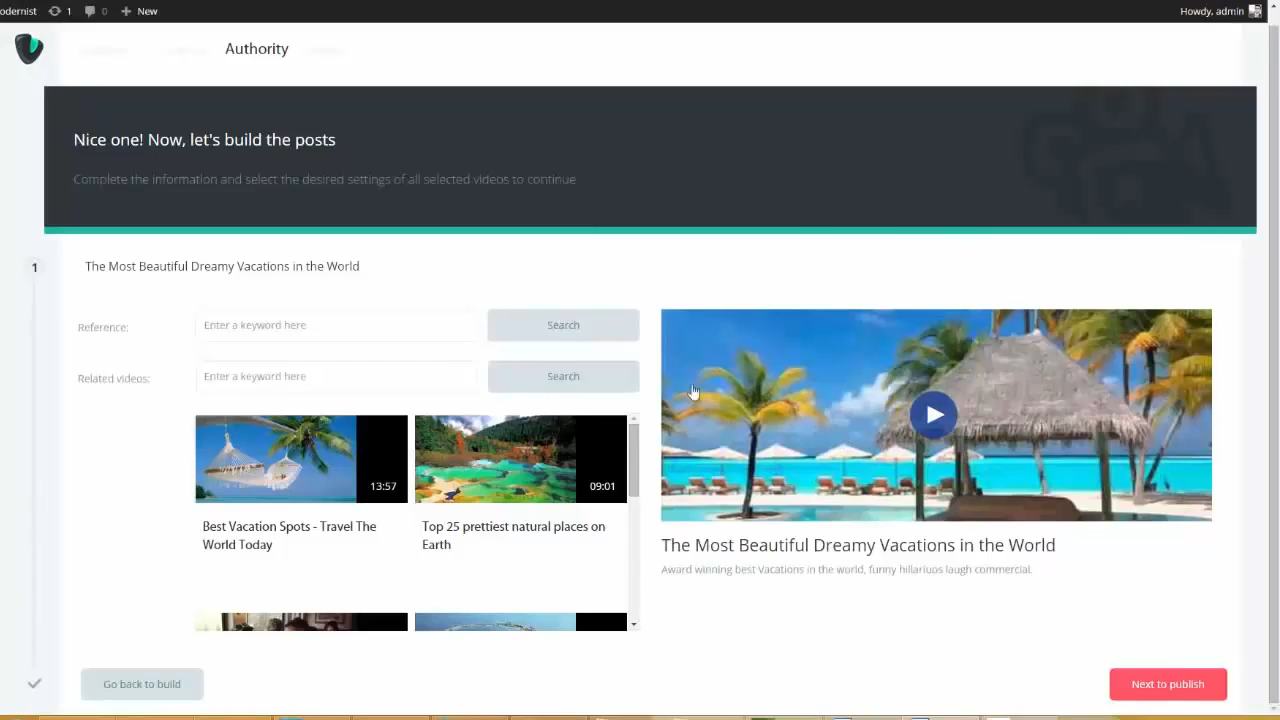 odernist 1 0 New Howdy, admin
Authority
Nice one! Now, let's build the posts
Complete the information and select the desired settings of all selected videos to continue
1
The Most Beautiful Dreamy Vacations in the World
Reference: Enter a keyword here Search
Related videos: Enter a keyword here Search
13:57
09:01
Best Vacation Spots - Travel The World Today
Top 25 prettiest natural places on Earth
The Most Beautiful Dreamy Vacations in the World
Award winning best Vacations in the world, funny hillariuos laugh commercial.
Go back to build
Next to publish